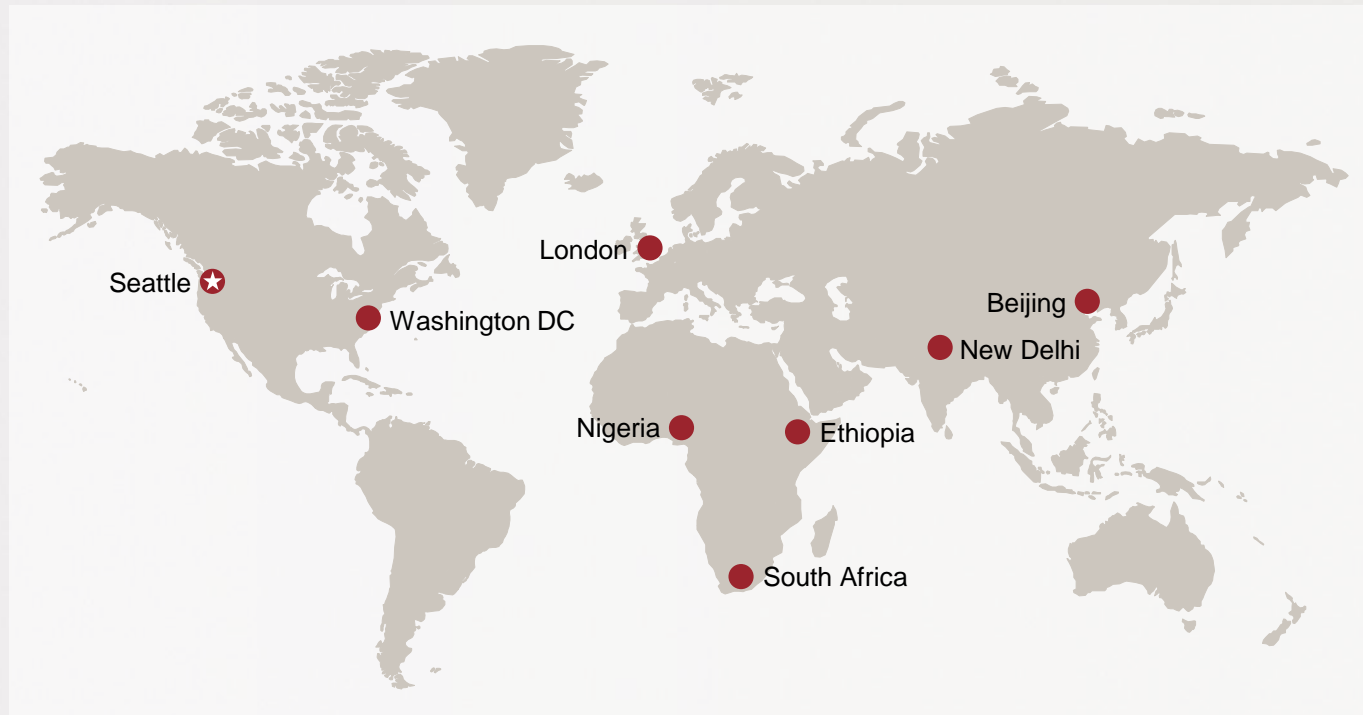 London
Seattle
Beijing
Washington DC
New Delhi
Nigeria
Ethiopia
South Africa